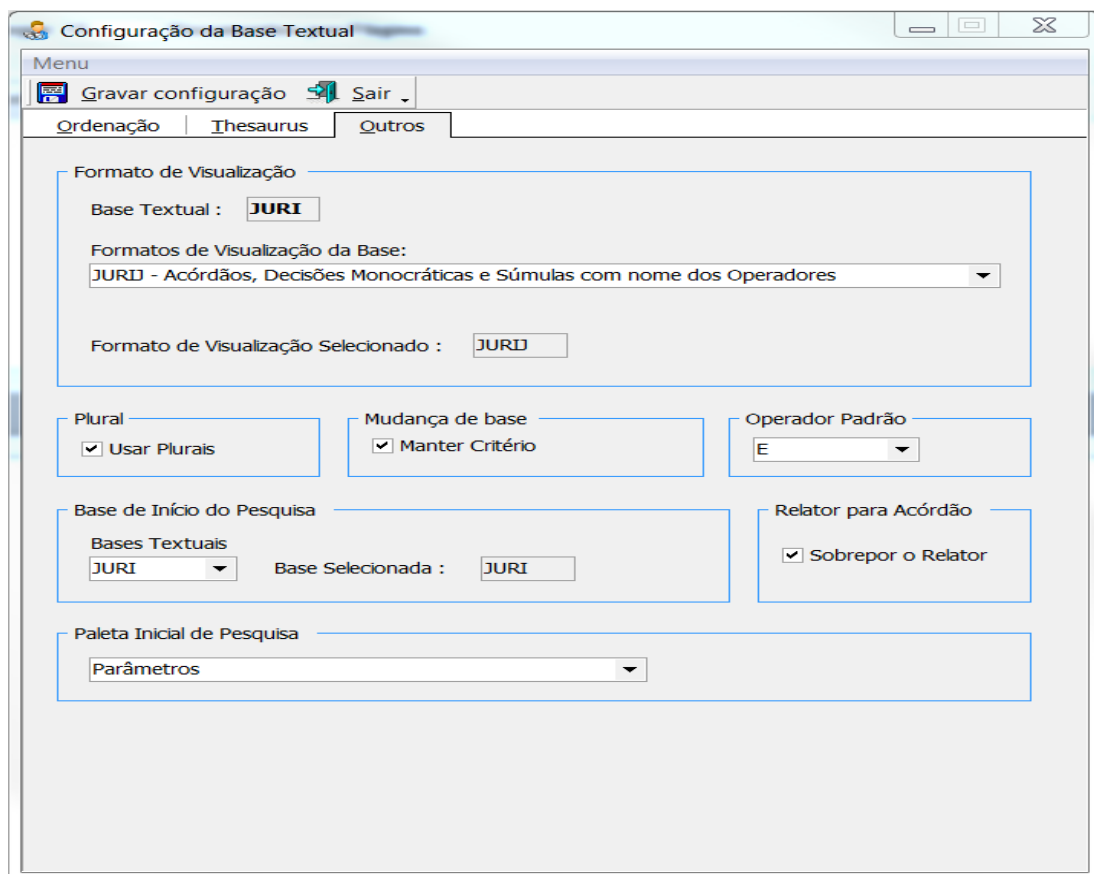 Configuração da Base Textual
Menu
Gravar configuração Sair
Ordenação Thesaurus Outros
Formato de Visualização
Base Textual : JURI
Formatos de Visualização da Base:
JURIJ - Acórdãos, Decisões Monocráticas e Súmulas com nome dos Operadores
Formato de Visualização Selecionado : JURIJ
Plural Mudança de base Operador Padrão
Usar Plurais Manter Critério E
Base de Início do Pesquisa Relator para Acórdão
Bases Textuais
JURI Base Selecionada : JURI Sobrepor o Relator
Paleta Inicial de Pesquisa
Parâmetros